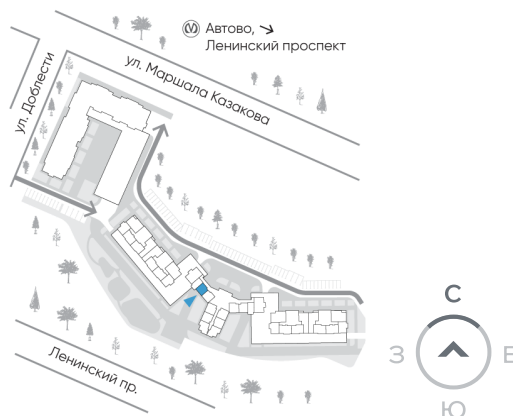 М Автово, ↘
Ленинский проспект
ул. Маршала Казакова
ул. Доблести
Ленинский пр.
С
З
В
Ю